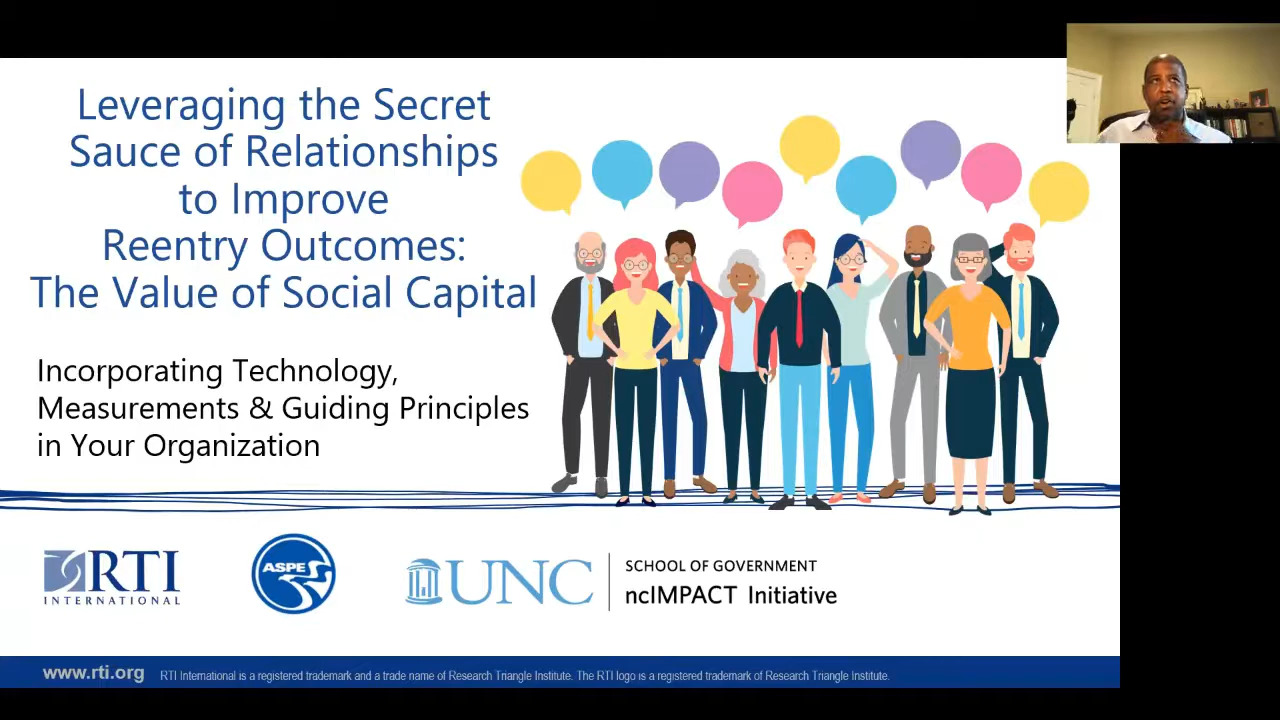 Leveraging the Secret
Sauce of Relationships
to Improve
Reentry Outcomes:
The Value of Social Capital
Incorporating Technology,
Measurements & Guiding Principles
in Your Organization
RTI
INTERNATIONAL
ASPE
UNC
SCHOOL OF GOVERNMENT
ncIMPACT Initiative
www.rti.org
RTI International is a registered trademark and a trade name of Research Triangle Institute. The RTI logo is a registered trademark of Research Triangle Institute.